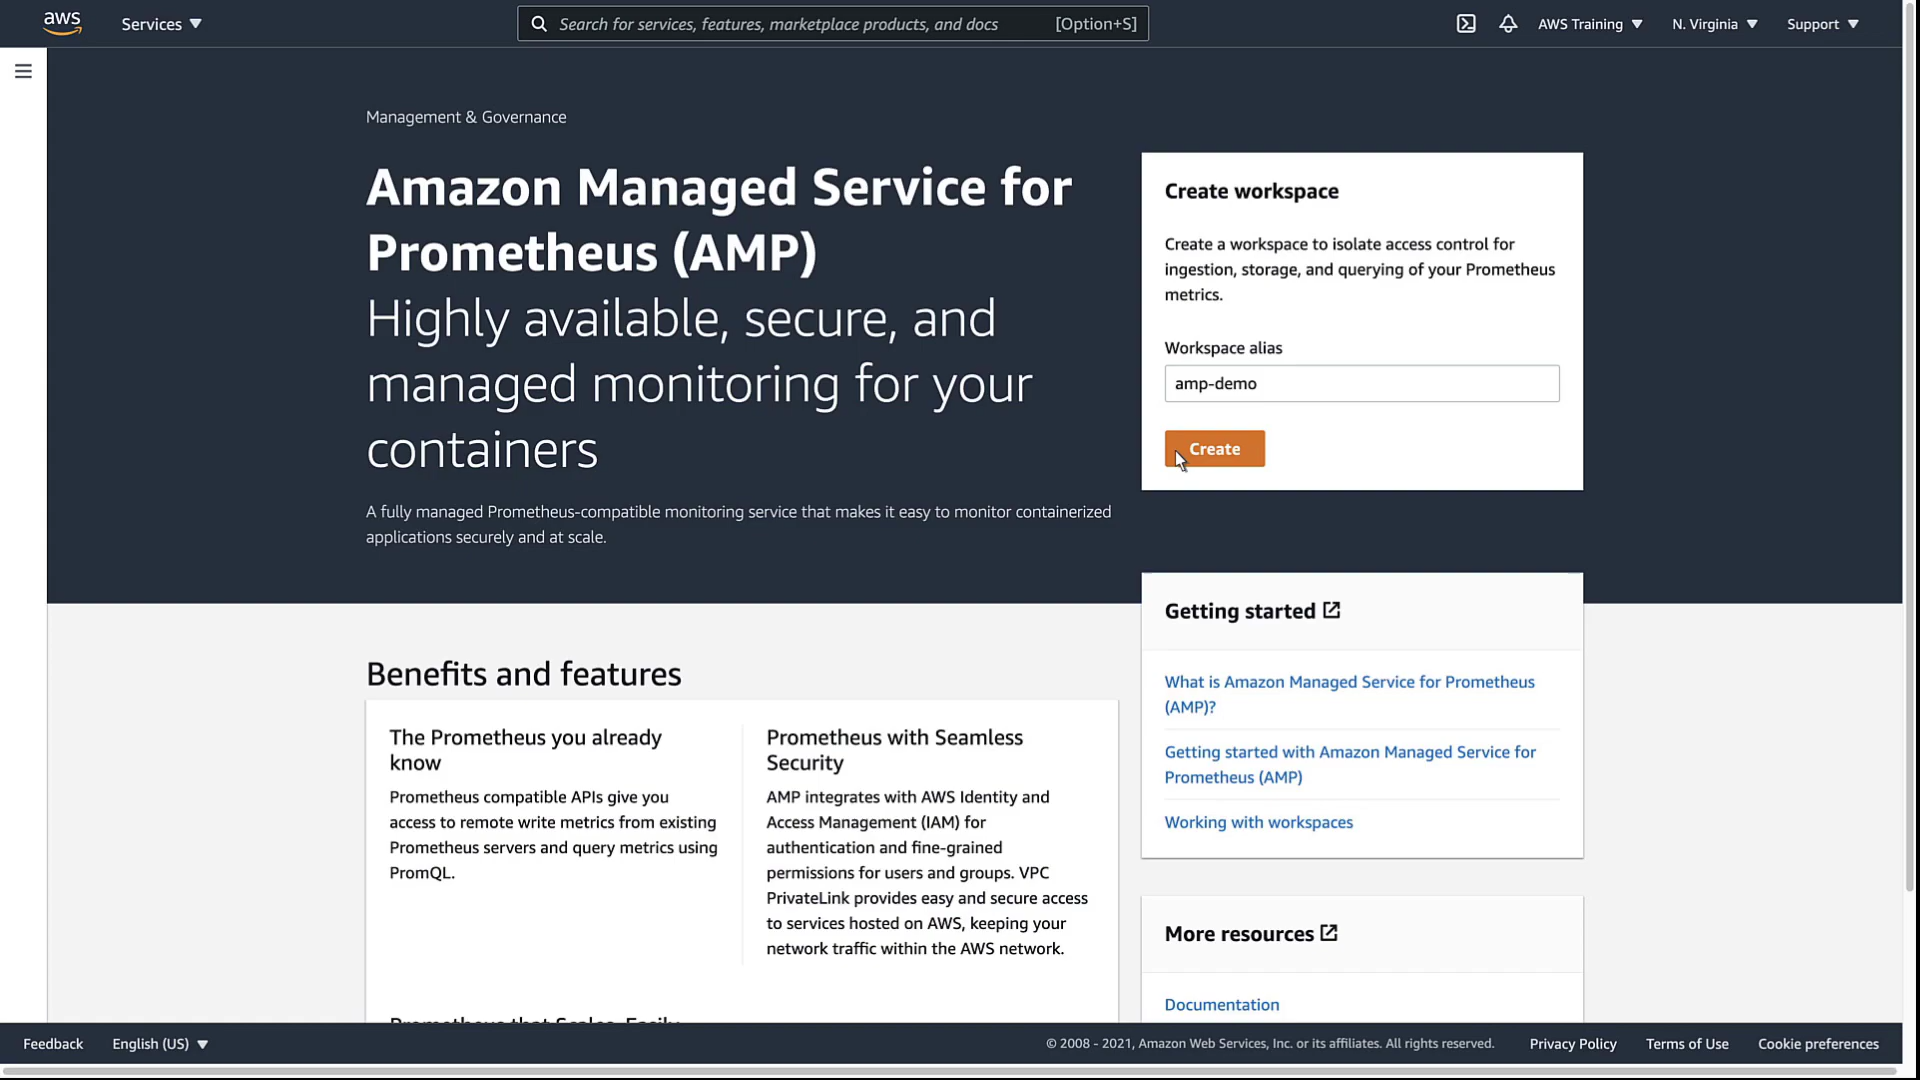 aws
Services
Search for services, features, marketplace products, and docs
[Option+S]
AWS Training
N. Virginia
Support
Management & Governance
Amazon Managed Service for
Prometheus (AMP)
Highly available, secure, and
managed monitoring for your
containers
A fully managed Prometheus-compatible monitoring service that makes it easy to monitor containerized
applications securely and at scale.
Create workspace
Create a workspace to isolate access control for
ingestion, storage, and querying of your Prometheus
metrics.
Workspace alias
amp-demo
Create
Getting started
What is Amazon Managed Service for Prometheus
(AMP)?
Getting started with Amazon Managed Service for
Prometheus (AMP)
Working with workspaces
More resources
Documentation
Benefits and features
The Prometheus you already
know
Prometheus compatible APIs give you
access to remote write metrics from existing
Prometheus servers and query metrics using
PromQL.
Prometheus with Seamless
Security
AMP integrates with AWS Identity and
Access Management (IAM) for
authentication and fine-grained
permissions for users and groups. VPC
PrivateLink provides easy and secure access
to services hosted on AWS, keeping your
network traffic within the AWS network.
Prometheus that Scales, Easily
Feedback
English (US)
© 2008 - 2021, Amazon Web Services, Inc. or its affiliates. All rights reserved.
Privacy Policy
Terms of Use
Cookie preferences